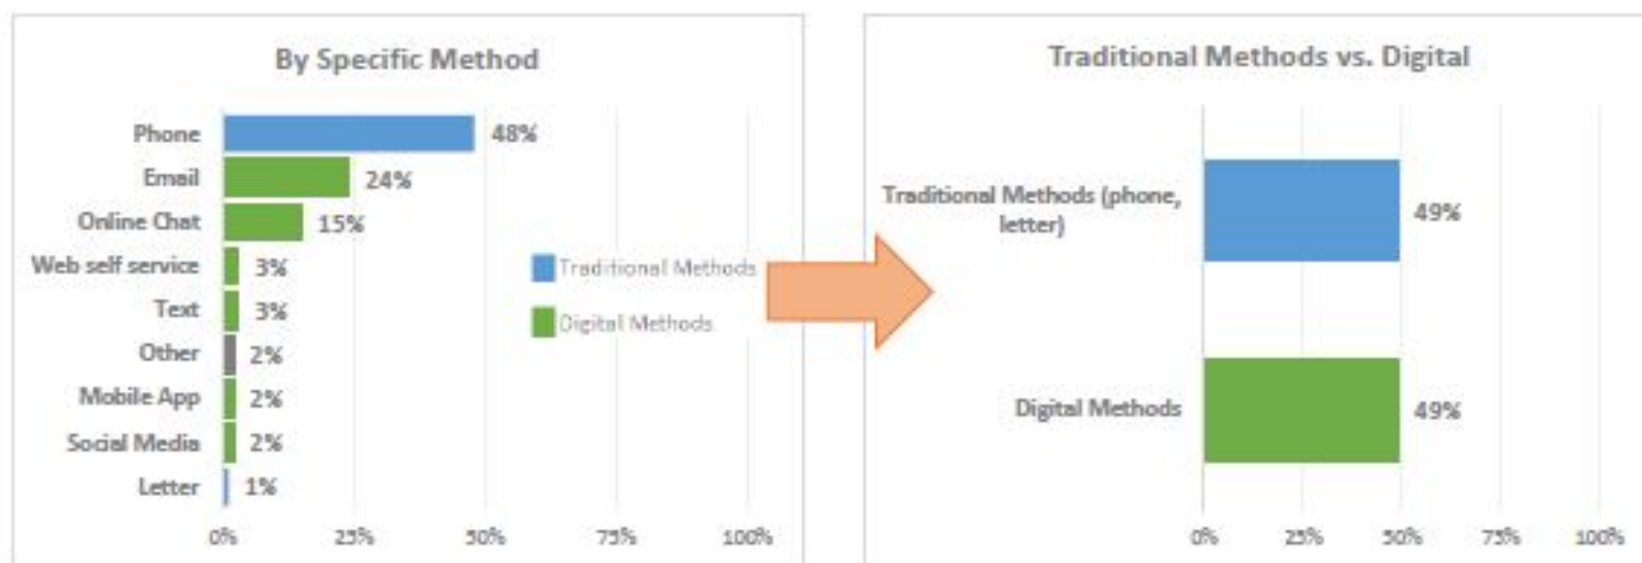 By Specific Method
Phone 48%
Email 24%
Online Chat 15%
Web self service 3%
Text 3%
Other 2%
Mobile App 2%
Social Media 2%
Letter 1%
0% 25% 50% 75% 100%
Traditional Methods
Digital Methods
Traditional Methods vs. Digital
Traditional Methods (phone,
letter) 49%
Digital Methods 49%
0% 25% 50% 75% 100%